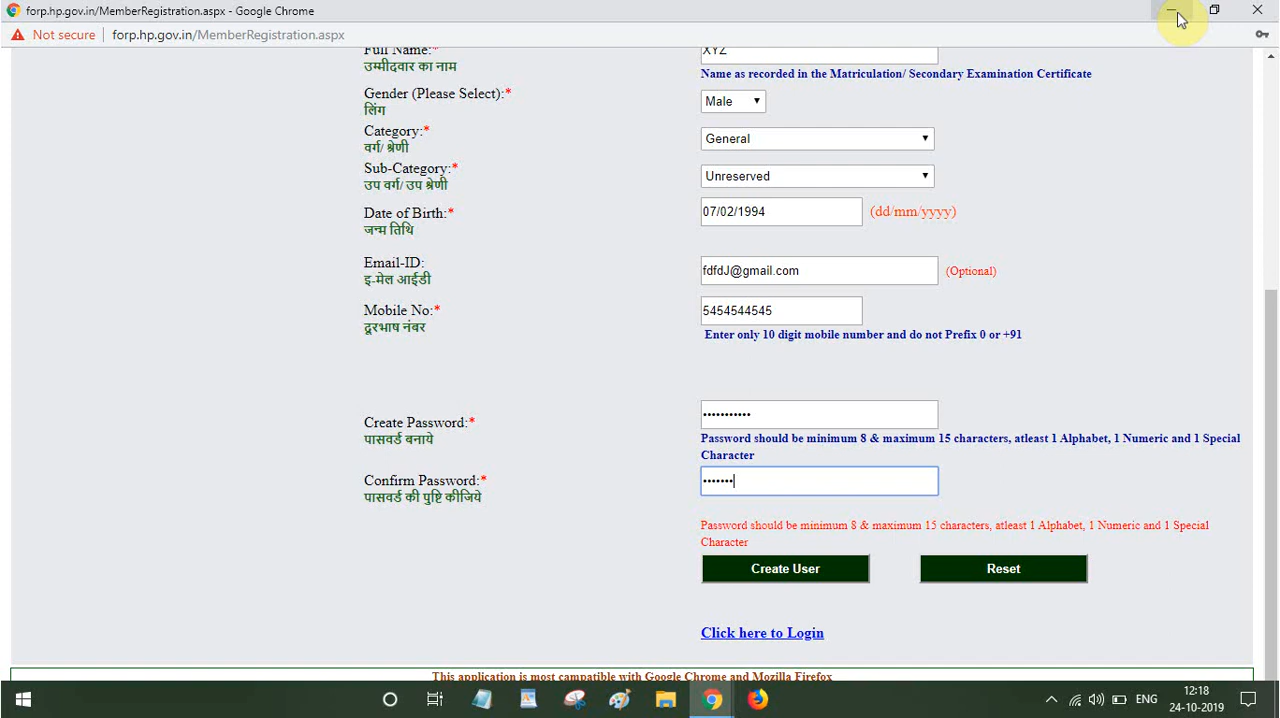 forp.hp.gov.in/MemberRegistration.aspx - Google Chrome
Not secure forp.hp.gov.in/MemberRegistration.aspx
Full Name:* XYZ
उम्मीदवार का नाम
Name as recorded in the Matriculation/ Secondary Examination Certificate
Gender (Please Select):* Male
लिंग
Category:* General
वर्ग/ श्रेणी
Sub-Category:* Unreserved
उप वर्ग/ उप श्रेणी
Date of Birth:* 07/02/1994 (dd/mm/yyyy)
जन्म तिथि
Email-ID: fdfdJ@gmail.com (Optional)
इ-मेल आईडी
Mobile No:* 5454544545
दूरभाष नंबर
Enter only 10 digit mobile number and do not Prefix 0 or +91
Create Password:* •••••••••••
पासवर्ड बनाये
Password should be minimum 8 & maximum 15 characters, atleast 1 Alphabet, 1 Numeric and 1 Special
Character
Confirm Password:* •••••••
पासवर्ड की पुष्टि कीजिये
Password should be minimum 8 & maximum 15 characters, atleast 1 Alphabet, 1 Numeric and 1 Special
Character
Create User Reset
Click here to Login
This application is most campatible with Google Chrome and Mozilla Firefox
ENG 12:18
24-10-2019